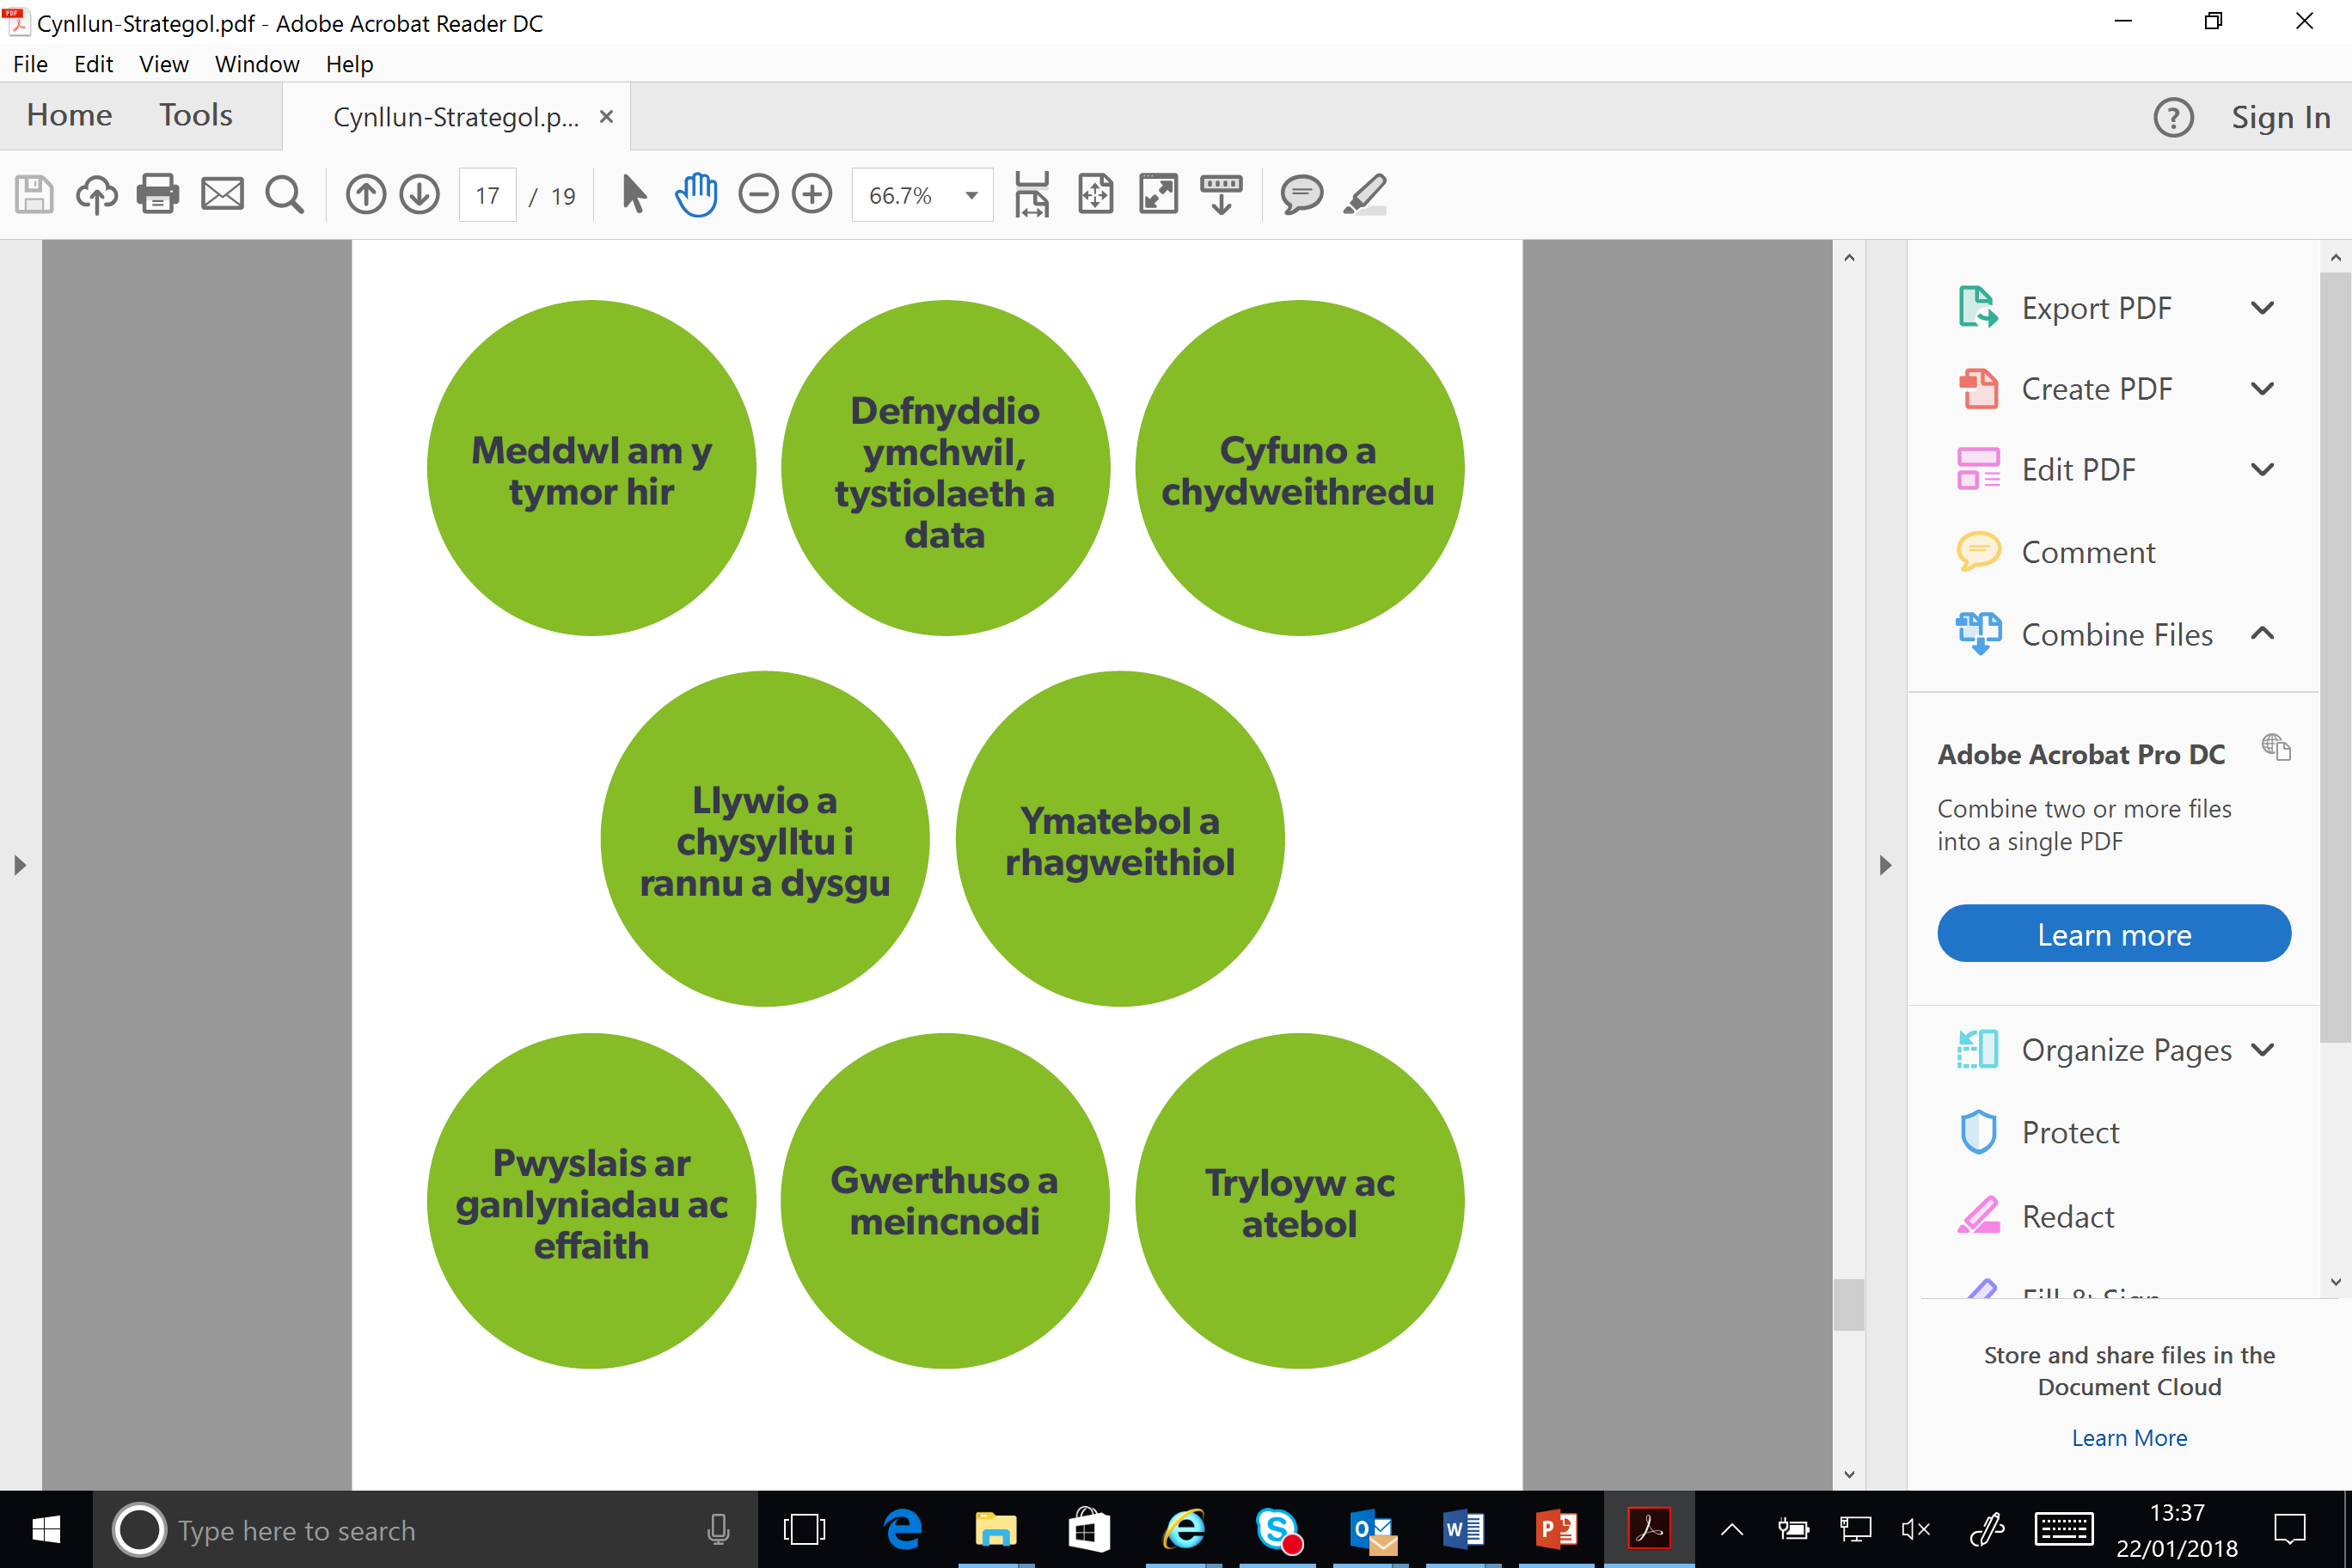 Cynllun-Strategol.pdf - Adobe Acrobat Reader DC
File Edit View Window Help
Home Tools Cynllun-Strategol.p... Sign In
17 / 19 66.7%
Meddwl am y
tymor hir
Defnyddio
ymchwil,
tystiolaeth a
data
Cyfuno a
chydweithredu
Llywio a
chysylltu i
rannu a dysgu
Ymatebol a
rhagweithiol
Pwyslais ar
ganlyniadau ac
effaith
Gwerthuso a
meincnodi
Tryloyw ac
atebol
Export PDF
Create PDF
Edit PDF
Comment
Combine Files
Adobe Acrobat Pro DC
Combine two or more files
into a single PDF
Learn more
Organize Pages
Protect
Redact
Fill & Sign
Store and share files in the
Document Cloud
Learn More
Type here to search
13:37
22/01/2018